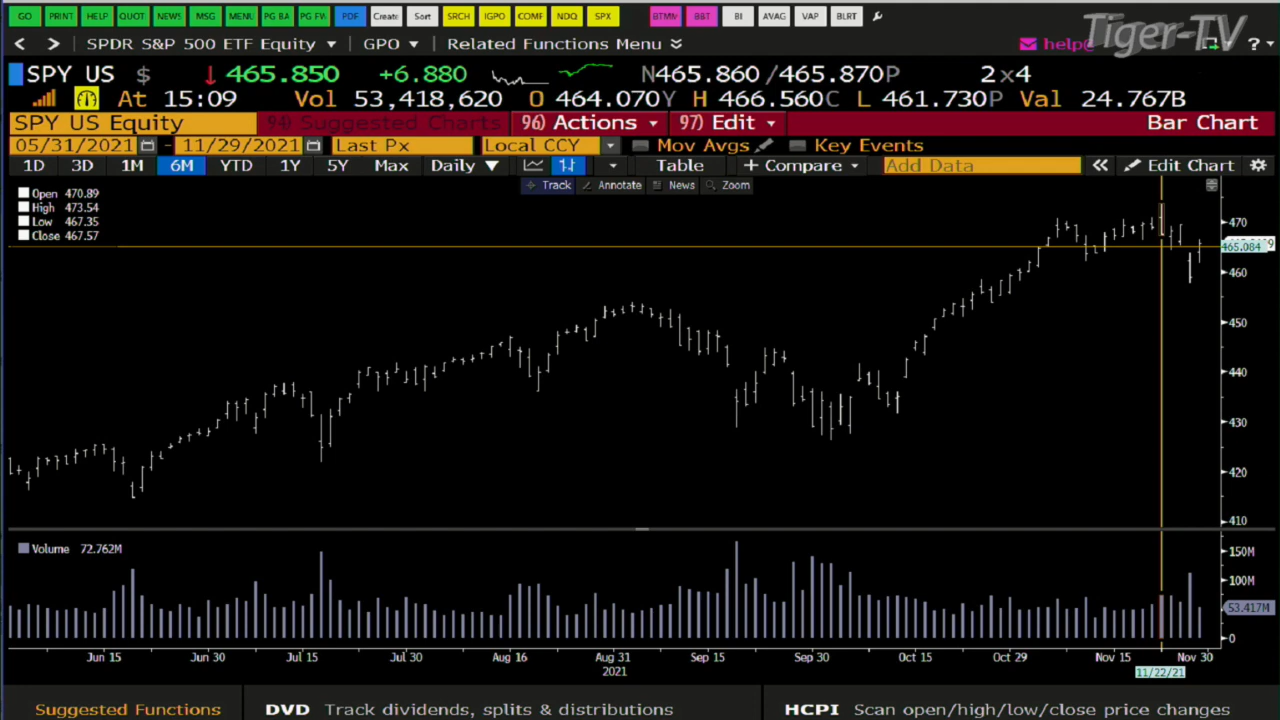 GO PRINT HELP QUOT NEWS MSG MENU PG BA PG FW PDF Create Sort SRCH IGPO COMF NDQ SPX BTMM BBT BI AVAG VAP BLRT
Tiger-TV
< > SPDR S&P 500 ETF Equity ▼ GPO ▼ Related Functions Menu help@ ?
SPY US $ ↓ 465.850 +6.880 N465.860 /465.870P 2x4
At 15:09 Vol 53,418,620 O 464.070Y H 466.560C L 461.730P Val 24.767B
SPY US Equity 94) Suggested Charts 96) Actions 97) Edit Bar Chart
05/31/2021 - 11/29/2021 Last Px Local CCY Mov Avgs Key Events
1D 3D 1M 6M YTD 1Y 5Y Max Daily ▼ Table + Compare Add Data « Edit Chart
Track Annotate News Zoom
Open 470.89
High 473.54
Low 467.35
Close 467.57
470
465.084
460
450
440
430
420
410
Volume 72.762M
150M
100M
53.417M
0
Jun 15 Jun 30 Jul 15 Jul 30 Aug 16 Aug 31 Sep 15 Sep 30 Oct 15 Oct 29 Nov 15 Nov 30
2021 11/22/21
Suggested Functions DVD Track dividends, splits & distributions HCPI Scan open/high/low/close price changes